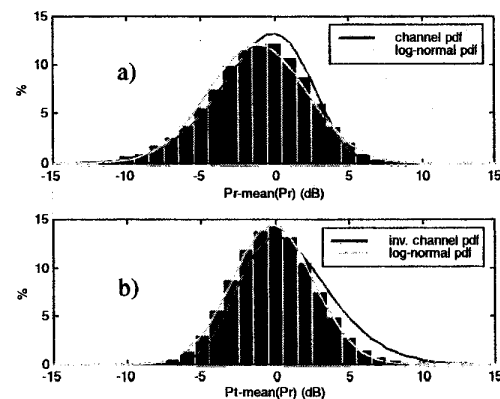 15
10
5
0
%
a)
channel pdf
log-normal pdf
-15 -10 -5 0 5 10 15
Pr-mean(Pr) (dB)
15
10
5
0
%
b)
inv. channel pdf
log-normal pdf
-15 -10 -5 0 5 10 15
Pt-mean(Pr) (dB)